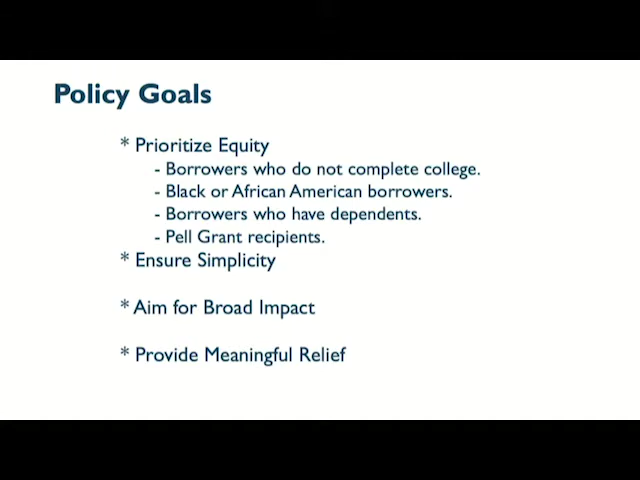 Policy Goals
* Prioritize Equity
- Borrowers who do not complete college.
- Black or African American borrowers.
- Borrowers who have dependents.
- Pell Grant recipients.
* Ensure Simplicity
* Aim for Broad Impact
* Provide Meaningful Relief